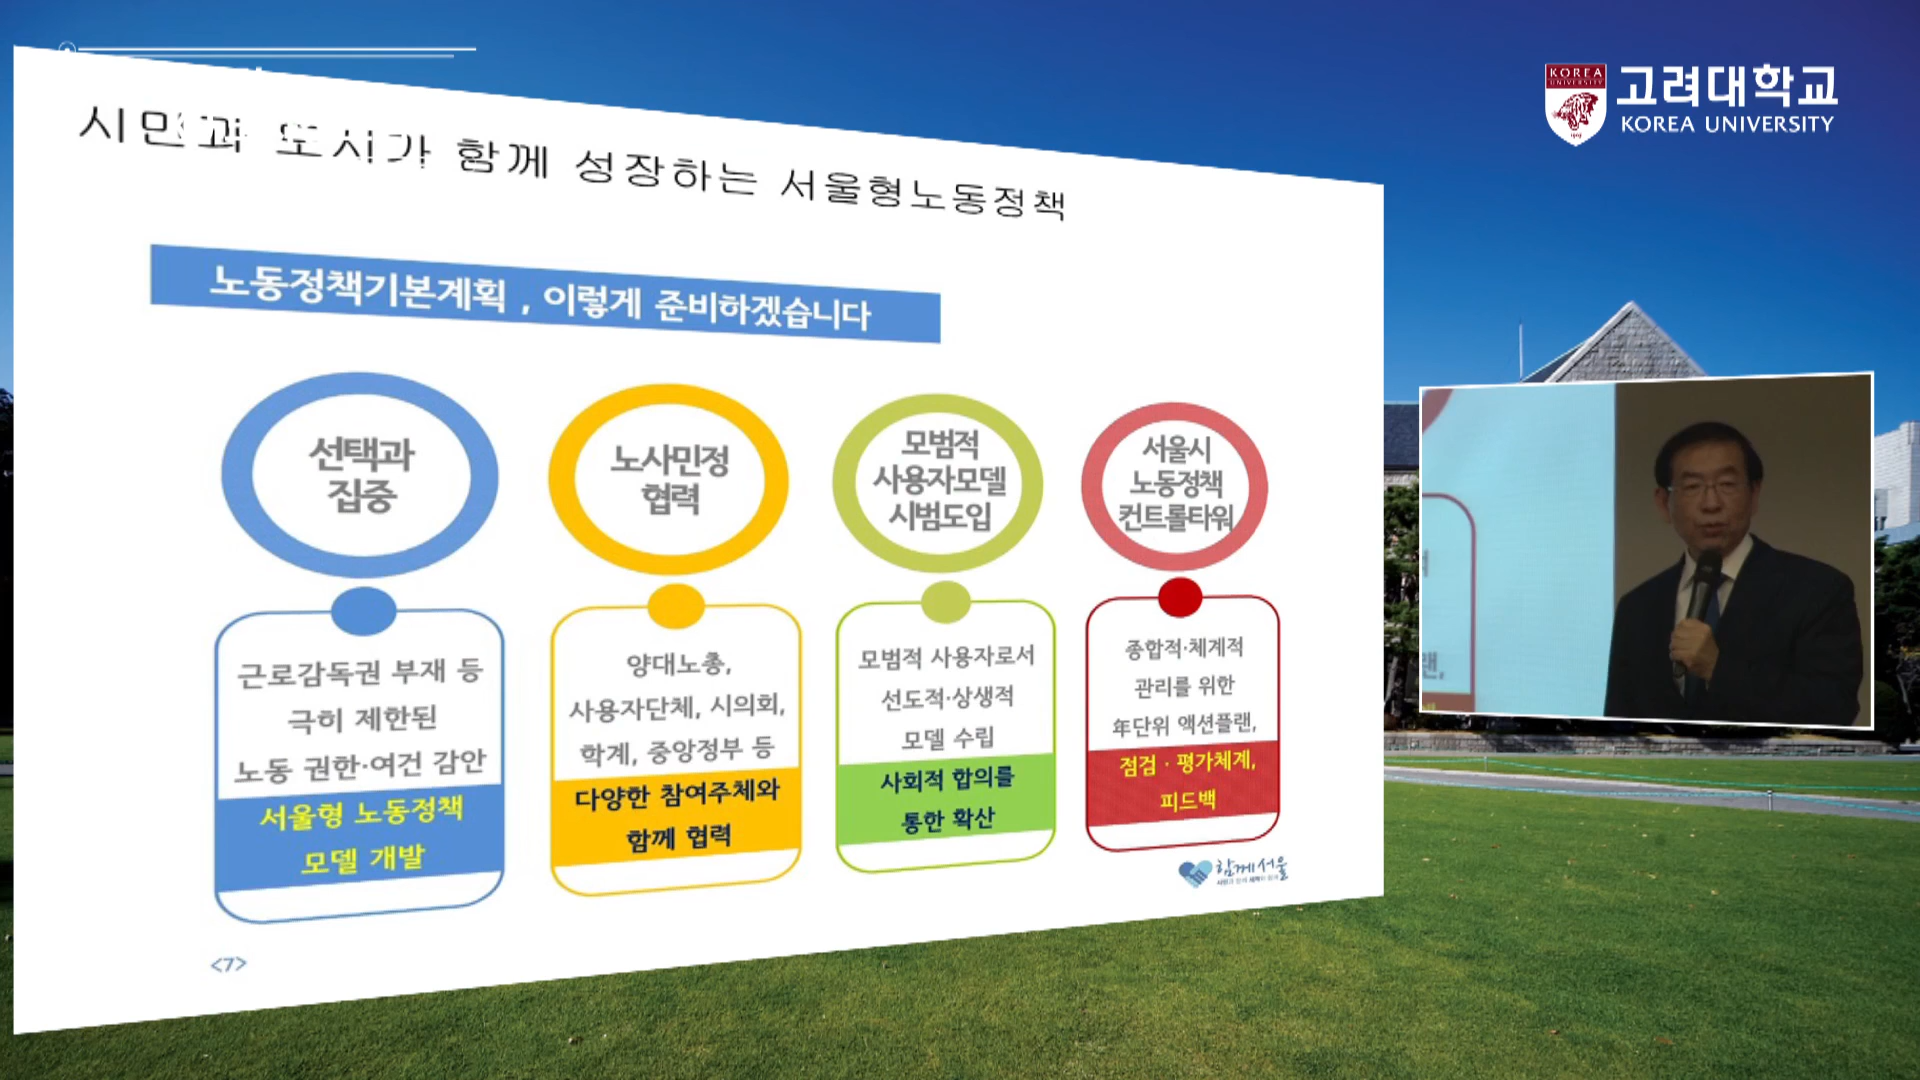 시민과 도시가 함께 성장하는 서울형노동정책
노동정책기본계획 , 이렇게 준비하겠습니다
선택과
집중
근로감독권 부재 등
극히 제한된
노동 권한·여건 감안
서울형 노동정책
모델 개발
노사민정
협력
양대노총,
사용자단체, 시의회,
학계, 중앙정부 등
다양한 참여주체와
함께 협력
모범적
사용자모델
시범도입
모범적 사용자로서
선도적·상생적
모델 수립
사회적 합의를
통한 확산
서울시
노동정책
컨트롤타워
종합적·체계적
관리를 위한
年단위 액션플랜,
점검 · 평가체계,
피드백
함께서울
<7>
KOREA
UNIVERSITY
고려대학교
KOREA UNIVERSITY